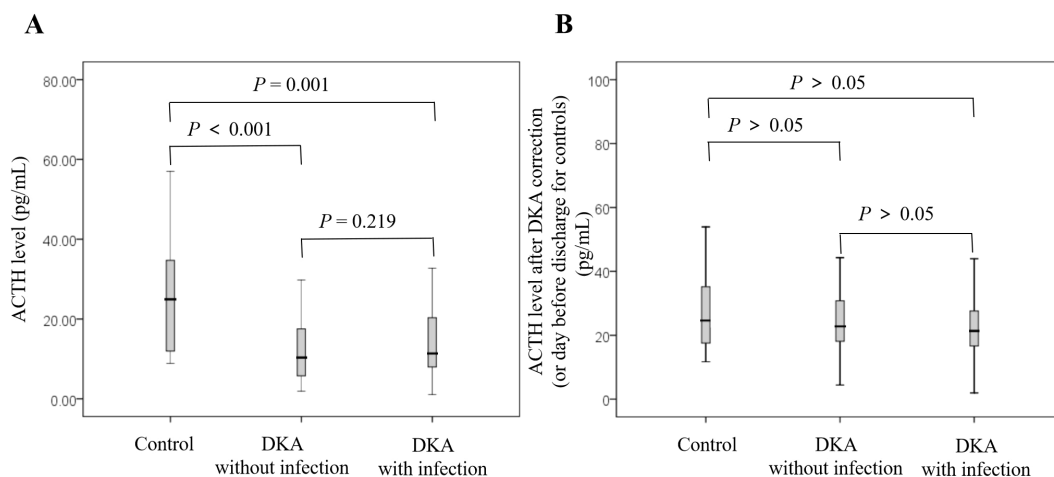 A
ACTH level (pg/mL)
80.00
60.00
40.00
20.00
0.00
P = 0.001
P < 0.001
P = 0.219
Control
DKA
without infection
DKA
with infection
B
ACTH level after DKA correction
(or day before discharge for controls)
(pg/mL)
100
80
60
40
20
0
P > 0.05
P > 0.05
P > 0.05
Control
DKA
without infection
DKA
with infection